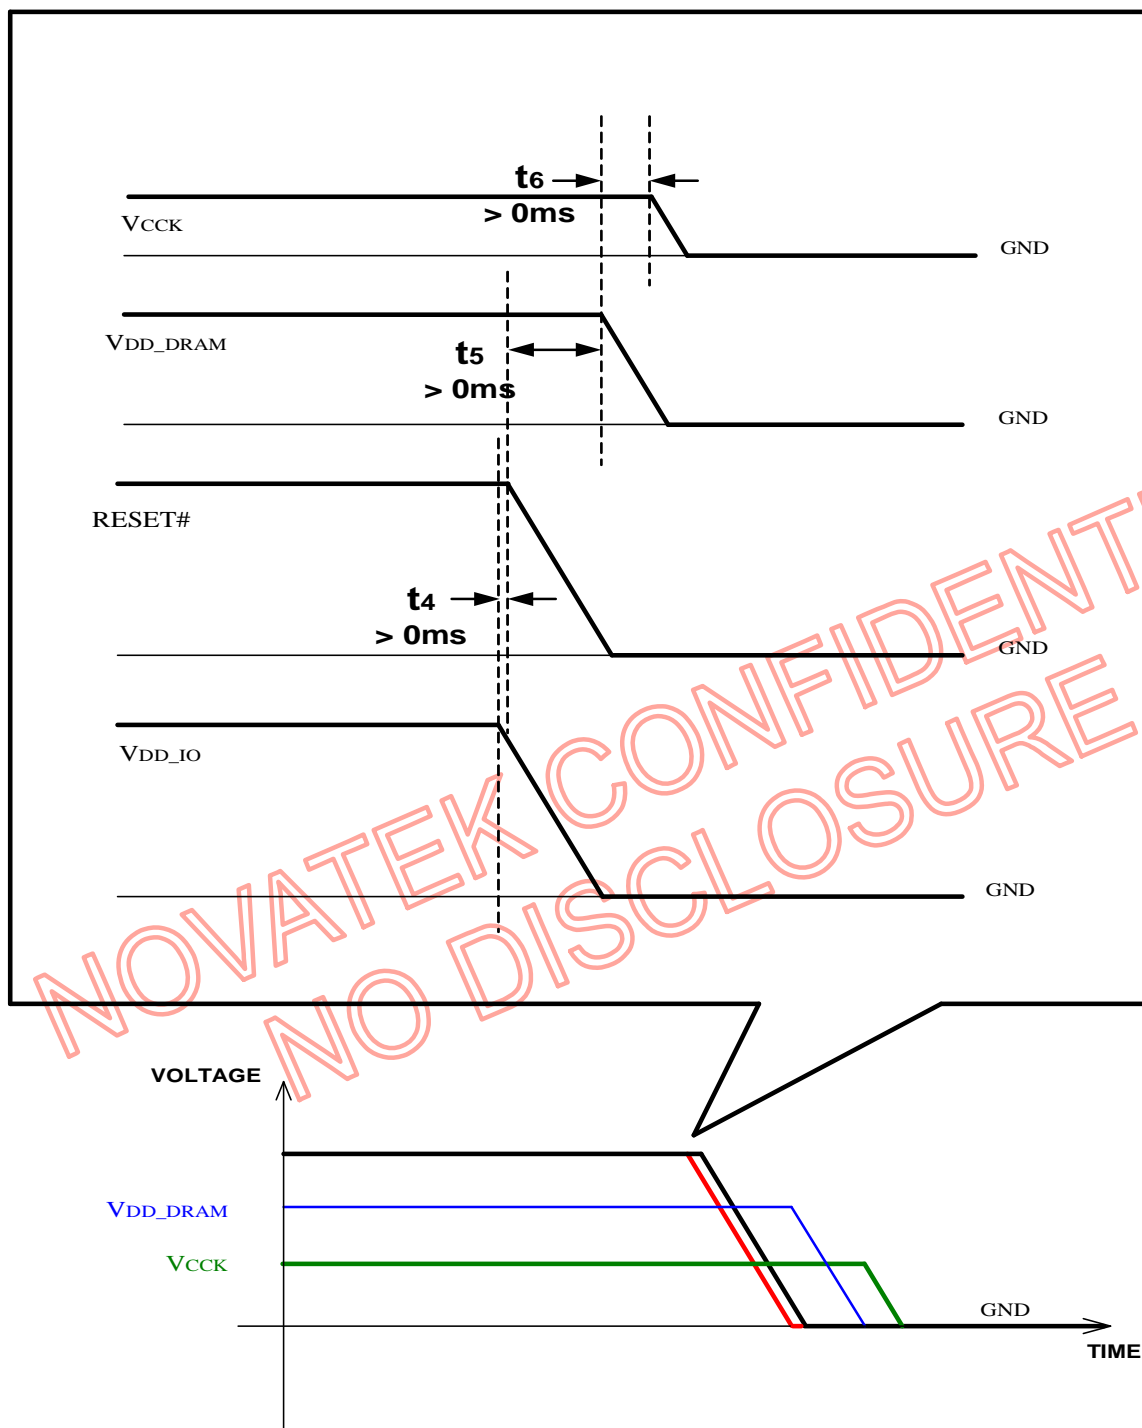 t6
> 0ms
VCCK
GND
VDD_DRAM
t5
> 0ms
GND
RESET#
t4
> 0ms
GND
VDD_IO
GND
NOVATEK CONFIDENT
NO DISCLOSURE
VOLTAGE
VDD_DRAM
VCCK
GND
TIME